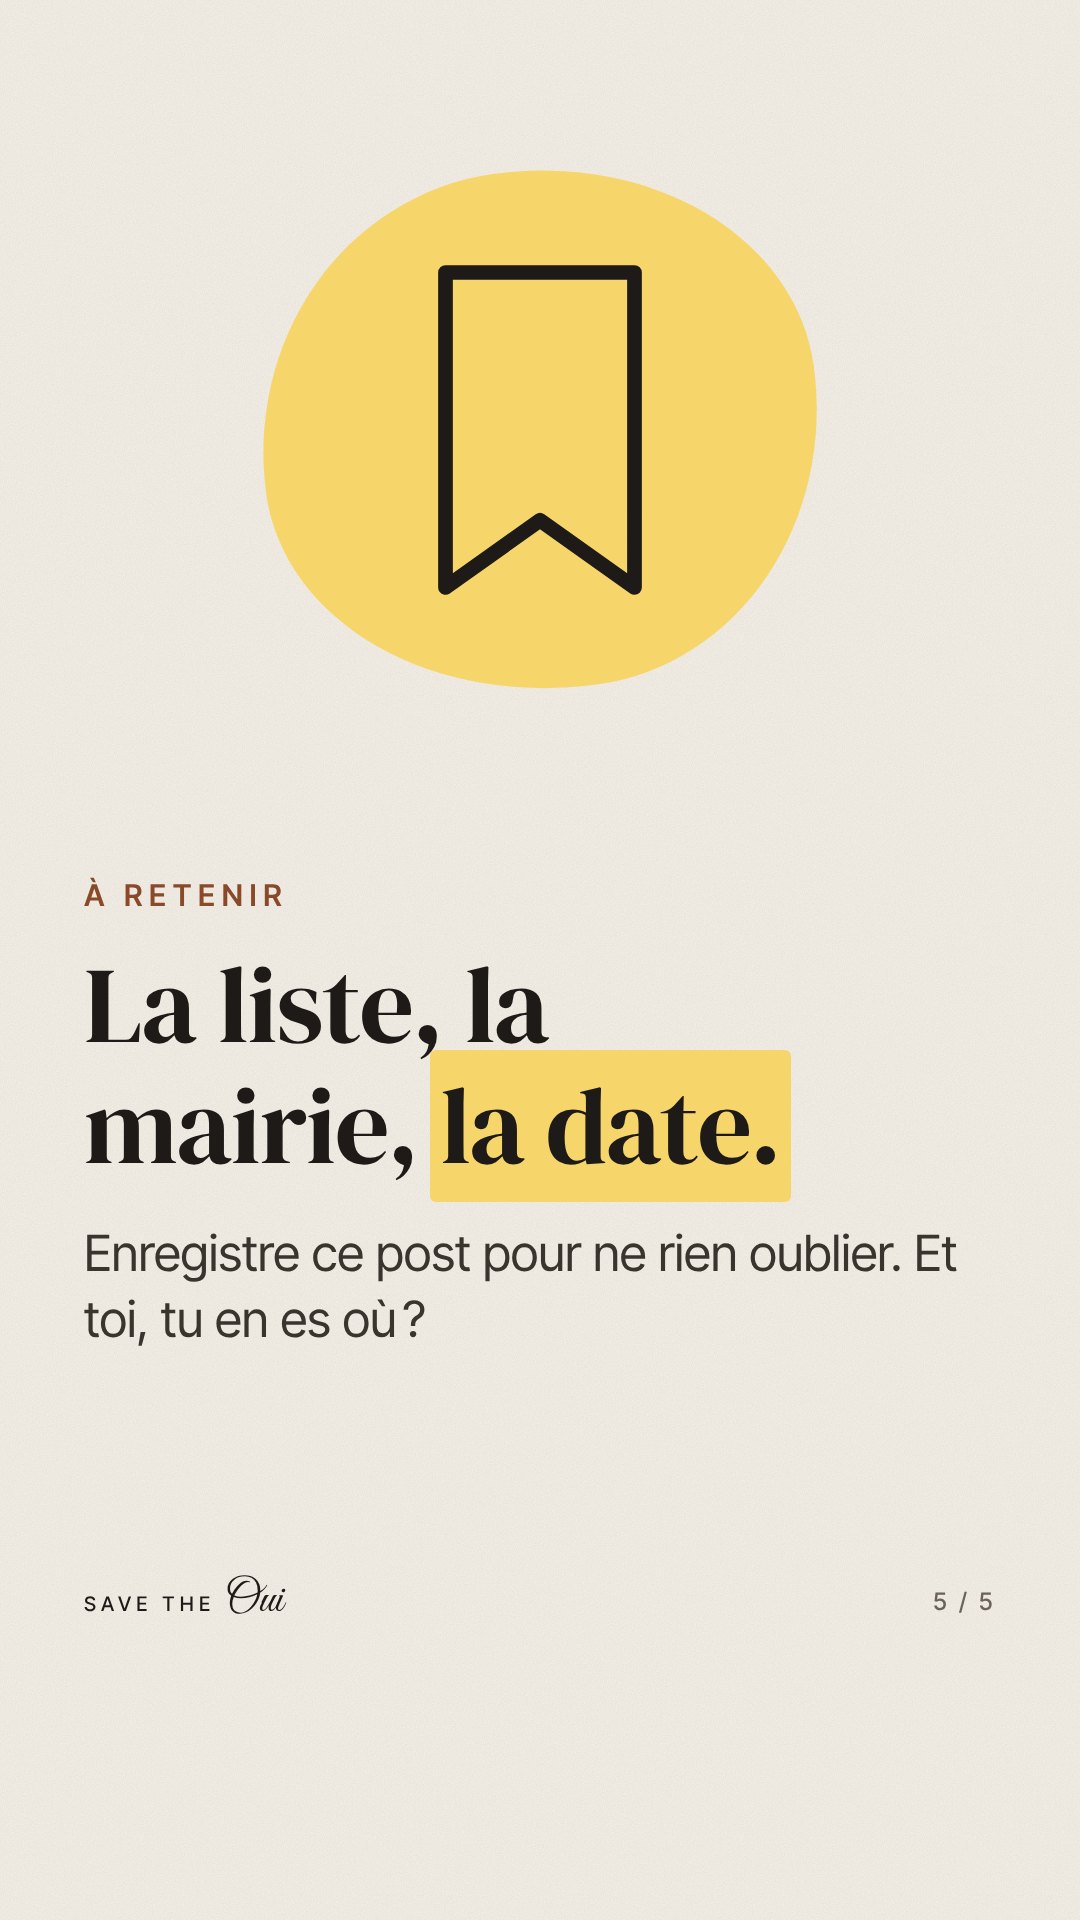 À RETENIR
La liste, la
mairie, la date.
Enregistre ce post pour ne rien oublier. Et
toi, tu en es où ?
SAVE THE Oui
5 / 5